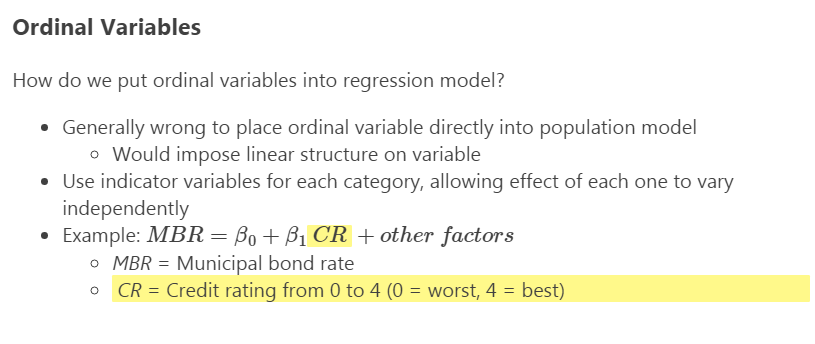 Ordinal Variables
How do we put ordinal variables into regression model?
• Generally wrong to place ordinal variable directly into population model
◦ Would impose linear structure on variable
• Use indicator variables for each category, allowing effect of each one to vary
independently
• Example: MBR = β₀ + β₁ CR + other factors
◦ MBR = Municipal bond rate
◦ CR = Credit rating from 0 to 4 (0 = worst, 4 = best)